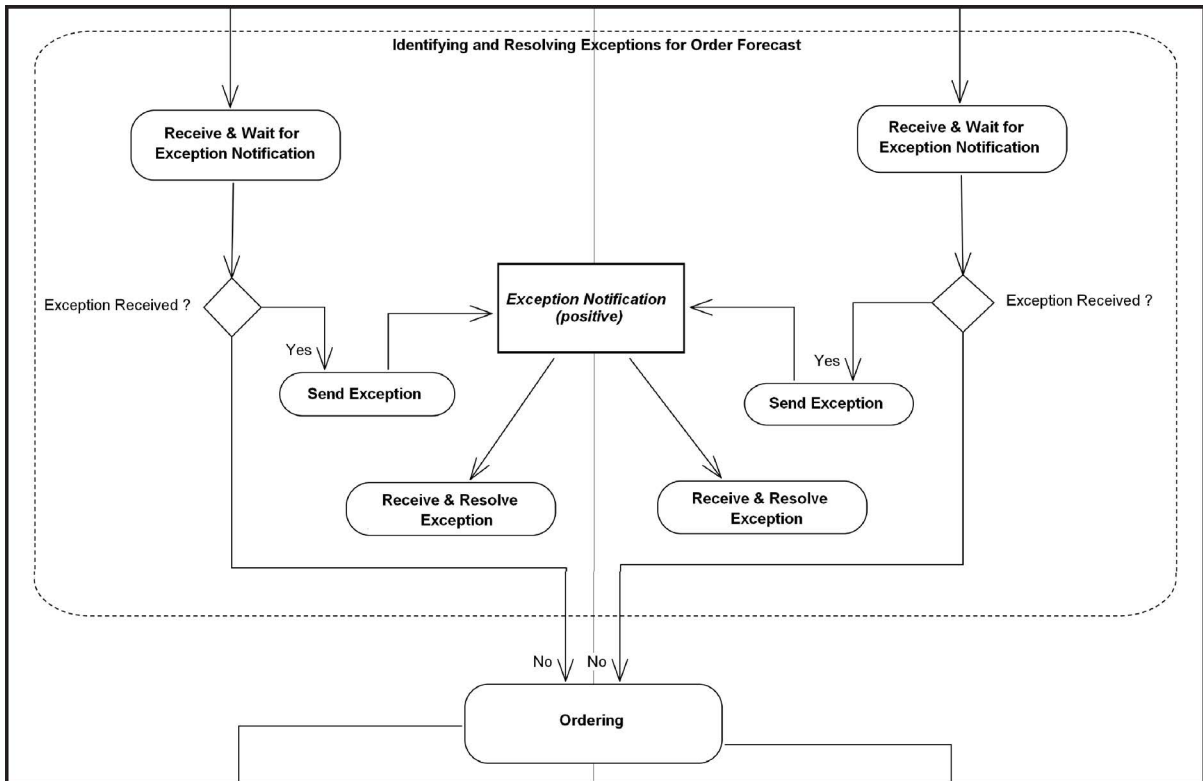 Identifying and Resolving Exceptions for Order Forecast
Receive & Wait for
Exception Notification
Receive & Wait for
Exception Notification
Exception Received ?
Exception Notification
(positive)
Exception Received ?
Yes
Yes
Send Exception
Send Exception
Receive & Resolve
Exception
Receive & Resolve
Exception
No
No
Ordering